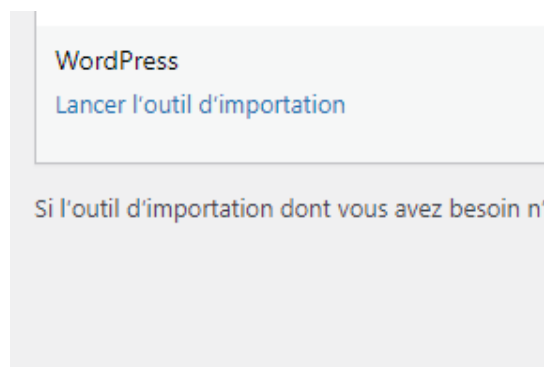 WordPress
Lancer l'outil d'importation
Si l'outil d'importation dont vous avez besoin n'